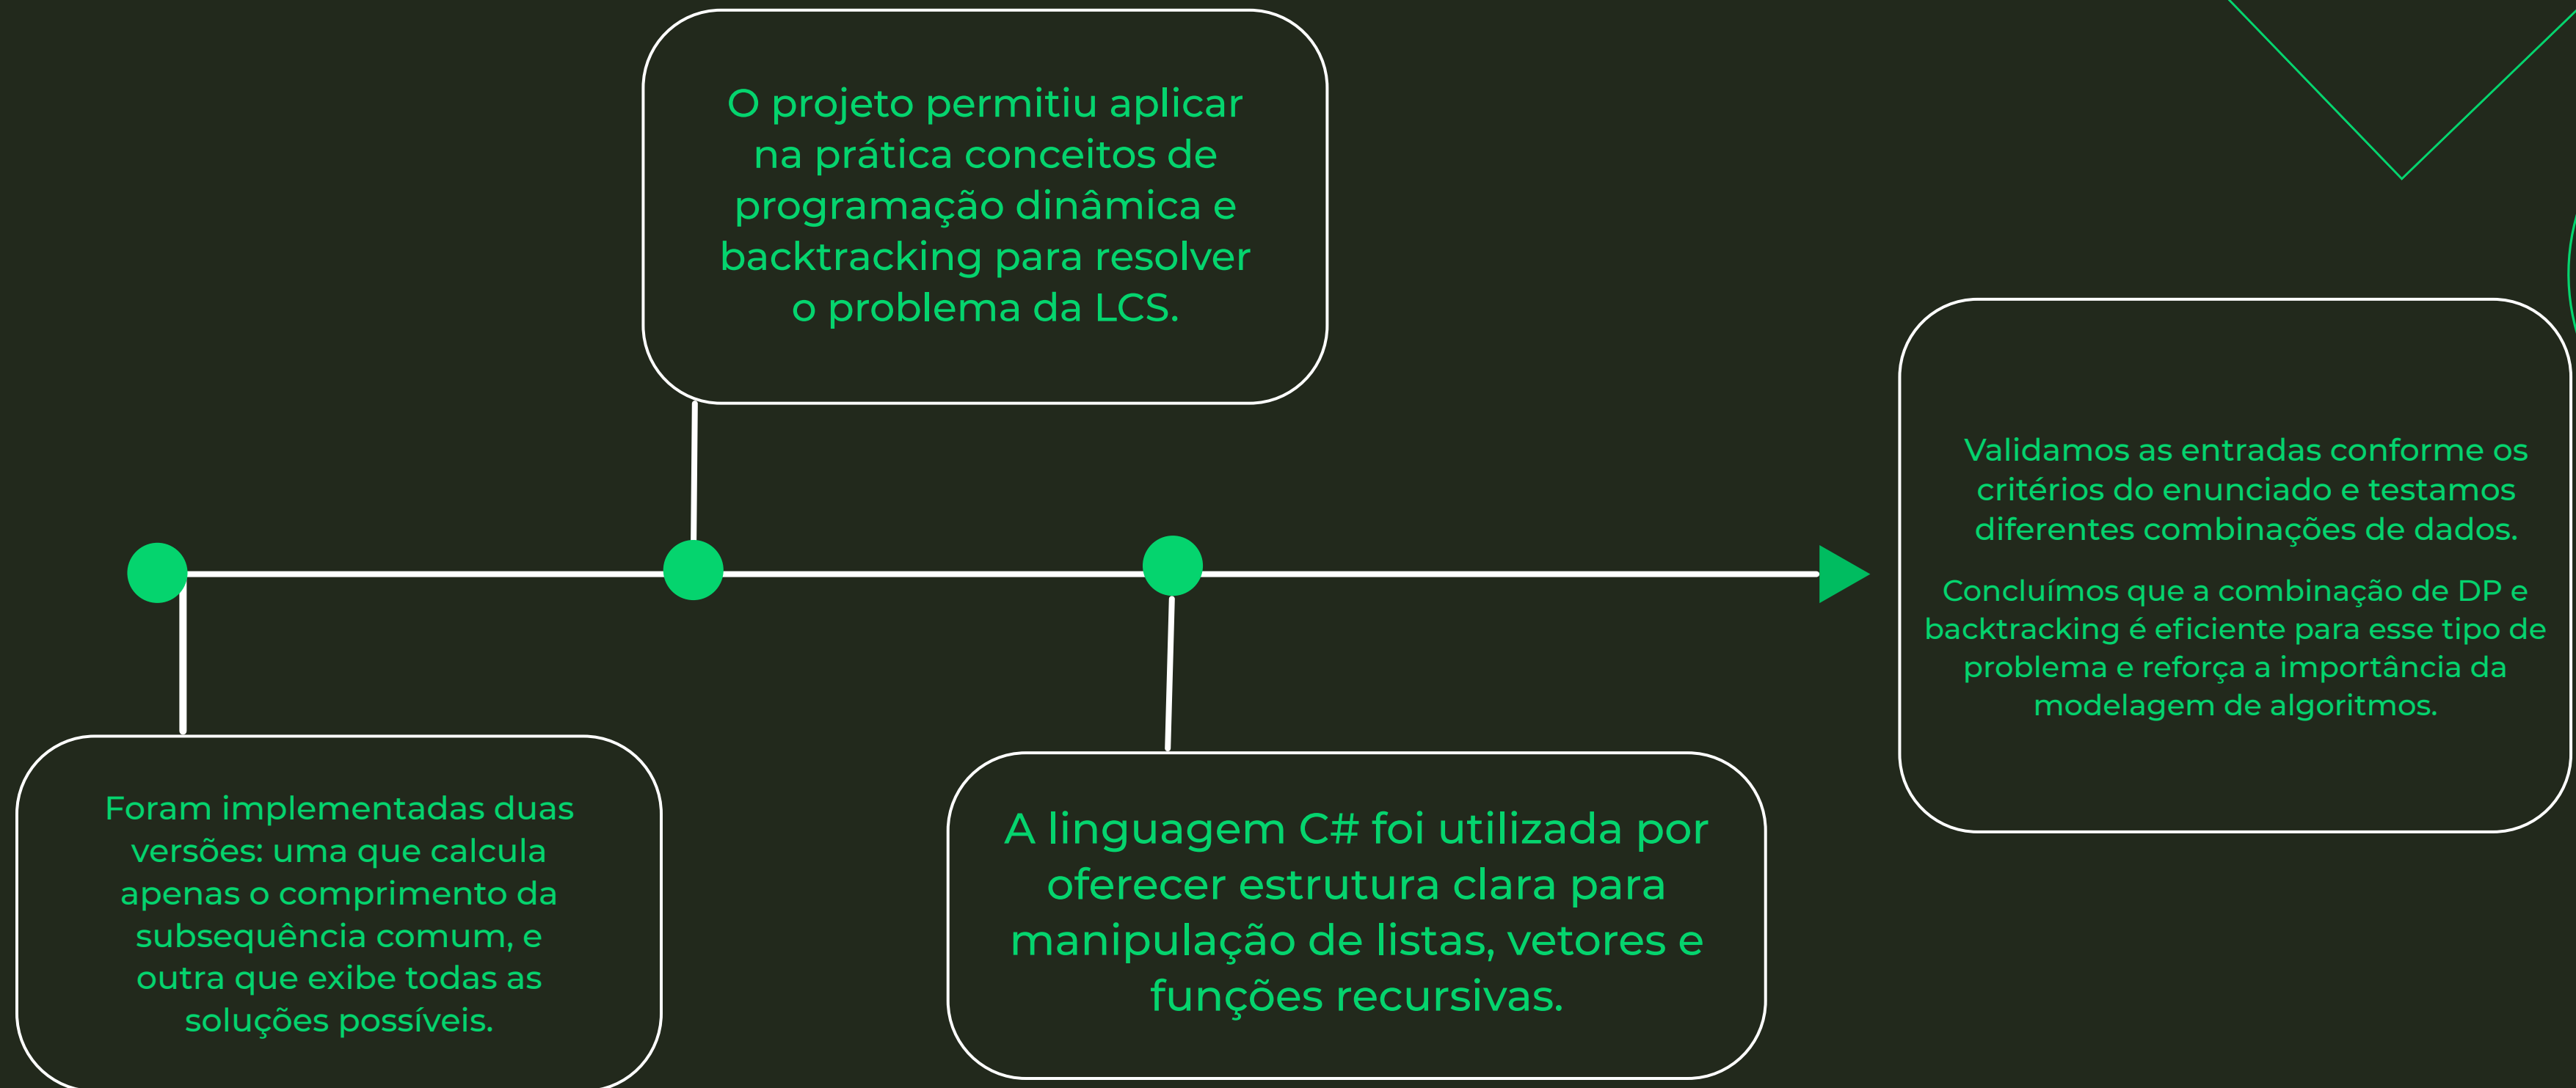 O projeto permitiu aplicar
na prática conceitos de
programação dinâmica e
backtracking para resolver
o problema da LCS.
Validamos as entradas conforme os
critérios do enunciado e testamos
diferentes combinações de dados.
Concluímos que a combinação de DP e
backtracking é eficiente para esse tipo de
problema e reforça a importância da
modelagem de algoritmos.
Foram implementadas duas
versões: uma que calcula
apenas o comprimento da
subsequência comum, e
outra que exibe todas as
soluções possíveis.
A linguagem C# foi utilizada por
oferecer estrutura clara para
manipulação de listas, vetores e
funções recursivas.